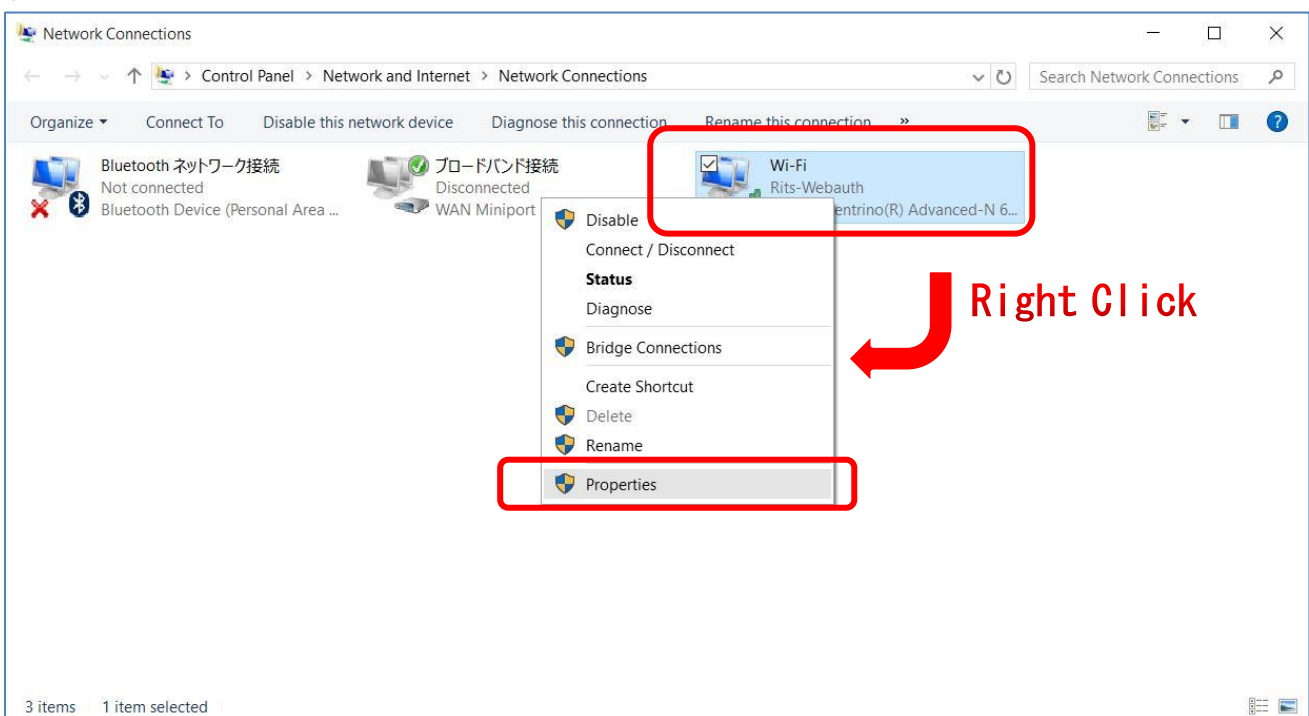 Network Connections
Control Panel > Network and Internet > Network Connections
Search Network Connections
Organize Connect To Disable this network device Diagnose this connection Rename this connection »
Bluetooth ネットワーク接続
Not connected
Bluetooth Device (Personal Area ...
ブロードバンド接続
Disconnected
WAN Miniport
Wi-Fi
Rits-Webauth
entrino(R) Advanced-N 6...
Disable
Connect / Disconnect
Status
Diagnose
Bridge Connections
Create Shortcut
Delete
Rename
Properties
Right Click
3 items 1 item selected